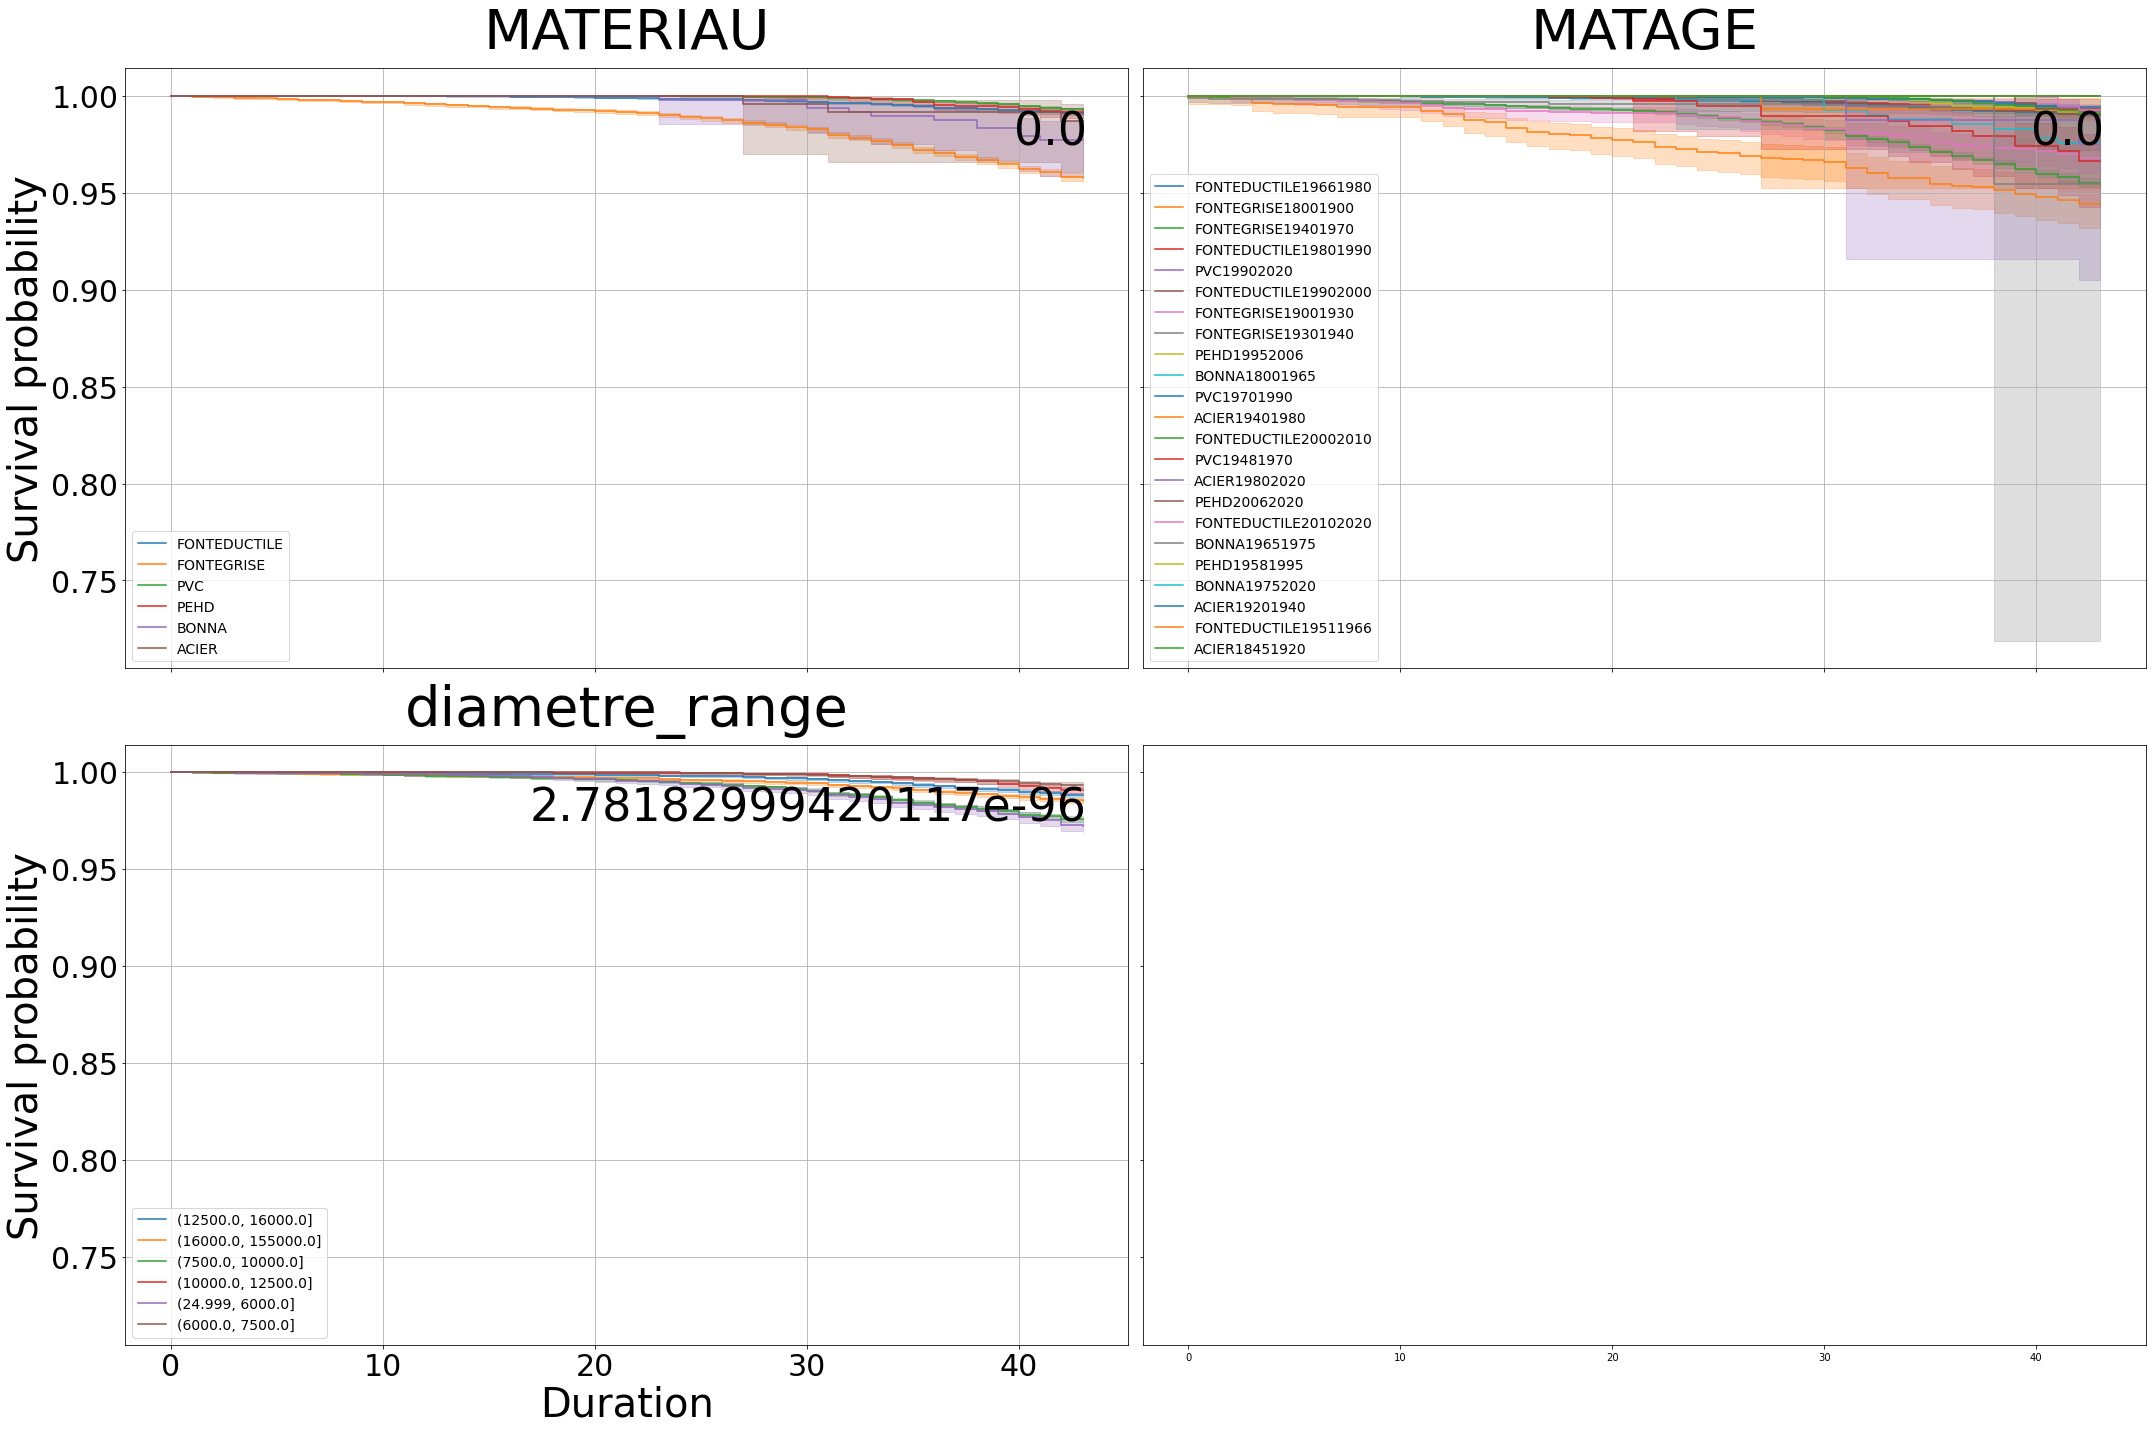 MATERIAU
MATAGE
Survival probability
1.00
0.95
0.90
0.85
0.80
0.75
0.0
FONTEDUCTILE
FONTEGRISE
PVC
PEHD
BONNA
ACIER
0.0
FONTEDUCTILE19661980
FONTEGRISE18001900
FONTEGRISE19401970
FONTEDUCTILE19801990
PVC19902020
FONTEDUCTILE19902000
FONTEGRISE19001930
FONTEGRISE19301940
PEHD19952006
BONNA18001965
PVC19701990
ACIER19401980
FONTEDUCTILE20002010
PVC19481970
ACIER19802020
PEHD20062020
FONTEDUCTILE20102020
BONNA19651975
PEHD19581995
BONNA19752020
ACIER19201940
FONTEDUCTILE19511966
ACIER18451920
diametre_range
Survival probability
1.00
0.95
0.90
0.85
0.80
0.75
2.781829994201​17e-96
(12500.0, 16000.0]
(16000.0, 155000.0]
(7500.0, 10000.0]
(10000.0, 12500.0]
(24.999, 6000.0]
(6000.0, 7500.0]
0 10 20 30 40
Duration
0 10 20 30 40